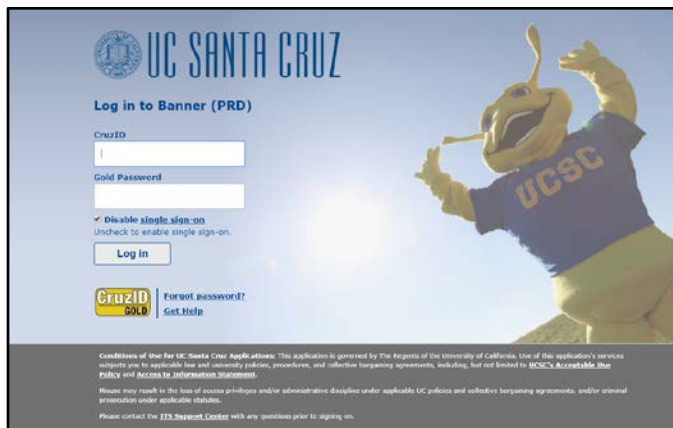 UC SANTA CRUZ
Log in to Banner (PRD)
CruzID
Gold Password
Disable single sign-on
Uncheck to enable single sign-on.
Log in
CruzID
GOLD
Forgot password?
Get Help
UCSC
Conditions of Use for UC Santa Cruz Applications: This application is governed by The Regents of the University of California. Use of this application's services
subjects you to applicable law and university policies, procedures, and collective bargaining agreements, including, but not limited to UCSC's Acceptable Use
Policy and Access to Information Statement.
Misuse may result in the loss of access privileges and/or administrative discipline under applicable UC policies and collective bargaining agreements, and/or criminal
prosecution under applicable statutes.
Please contact the ITS Support Center with any questions prior to signing on.